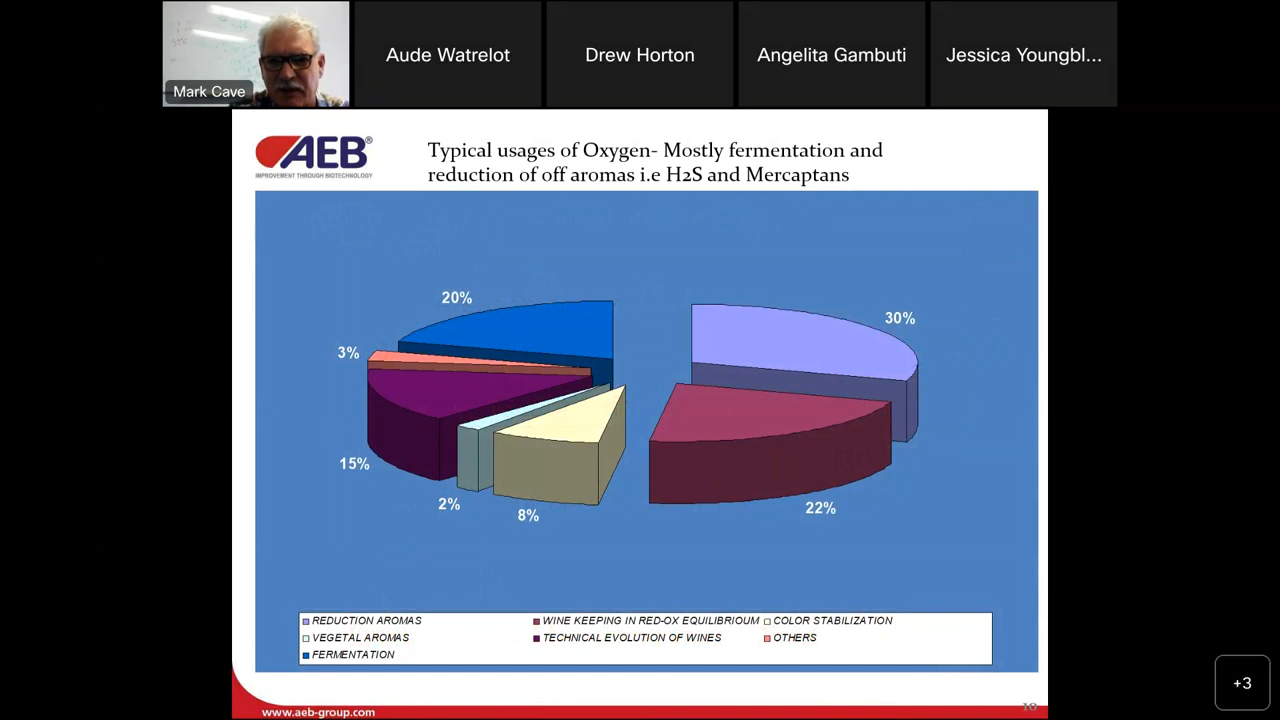 Mark Cave
Aude Watrelot
Drew Horton
Angelita Gambuti
Jessica Youngbl...
AEB®
IMPROVEMENT THROUGH BIOTECHNOLOGY
Typical usages of Oxygen- Mostly fermentation and
reduction of off aromas i.e H2S and Mercaptans
20%
30%
3%
15%
2%
8%
22%
REDUCTION AROMAS
WINE KEEPING IN RED-OX EQUILIBRIOUM
COLOR STABILIZATION
VEGETAL AROMAS
TECHNICAL EVOLUTION OF WINES
OTHERS
FERMENTATION
+3
www.aeb-group.com
10